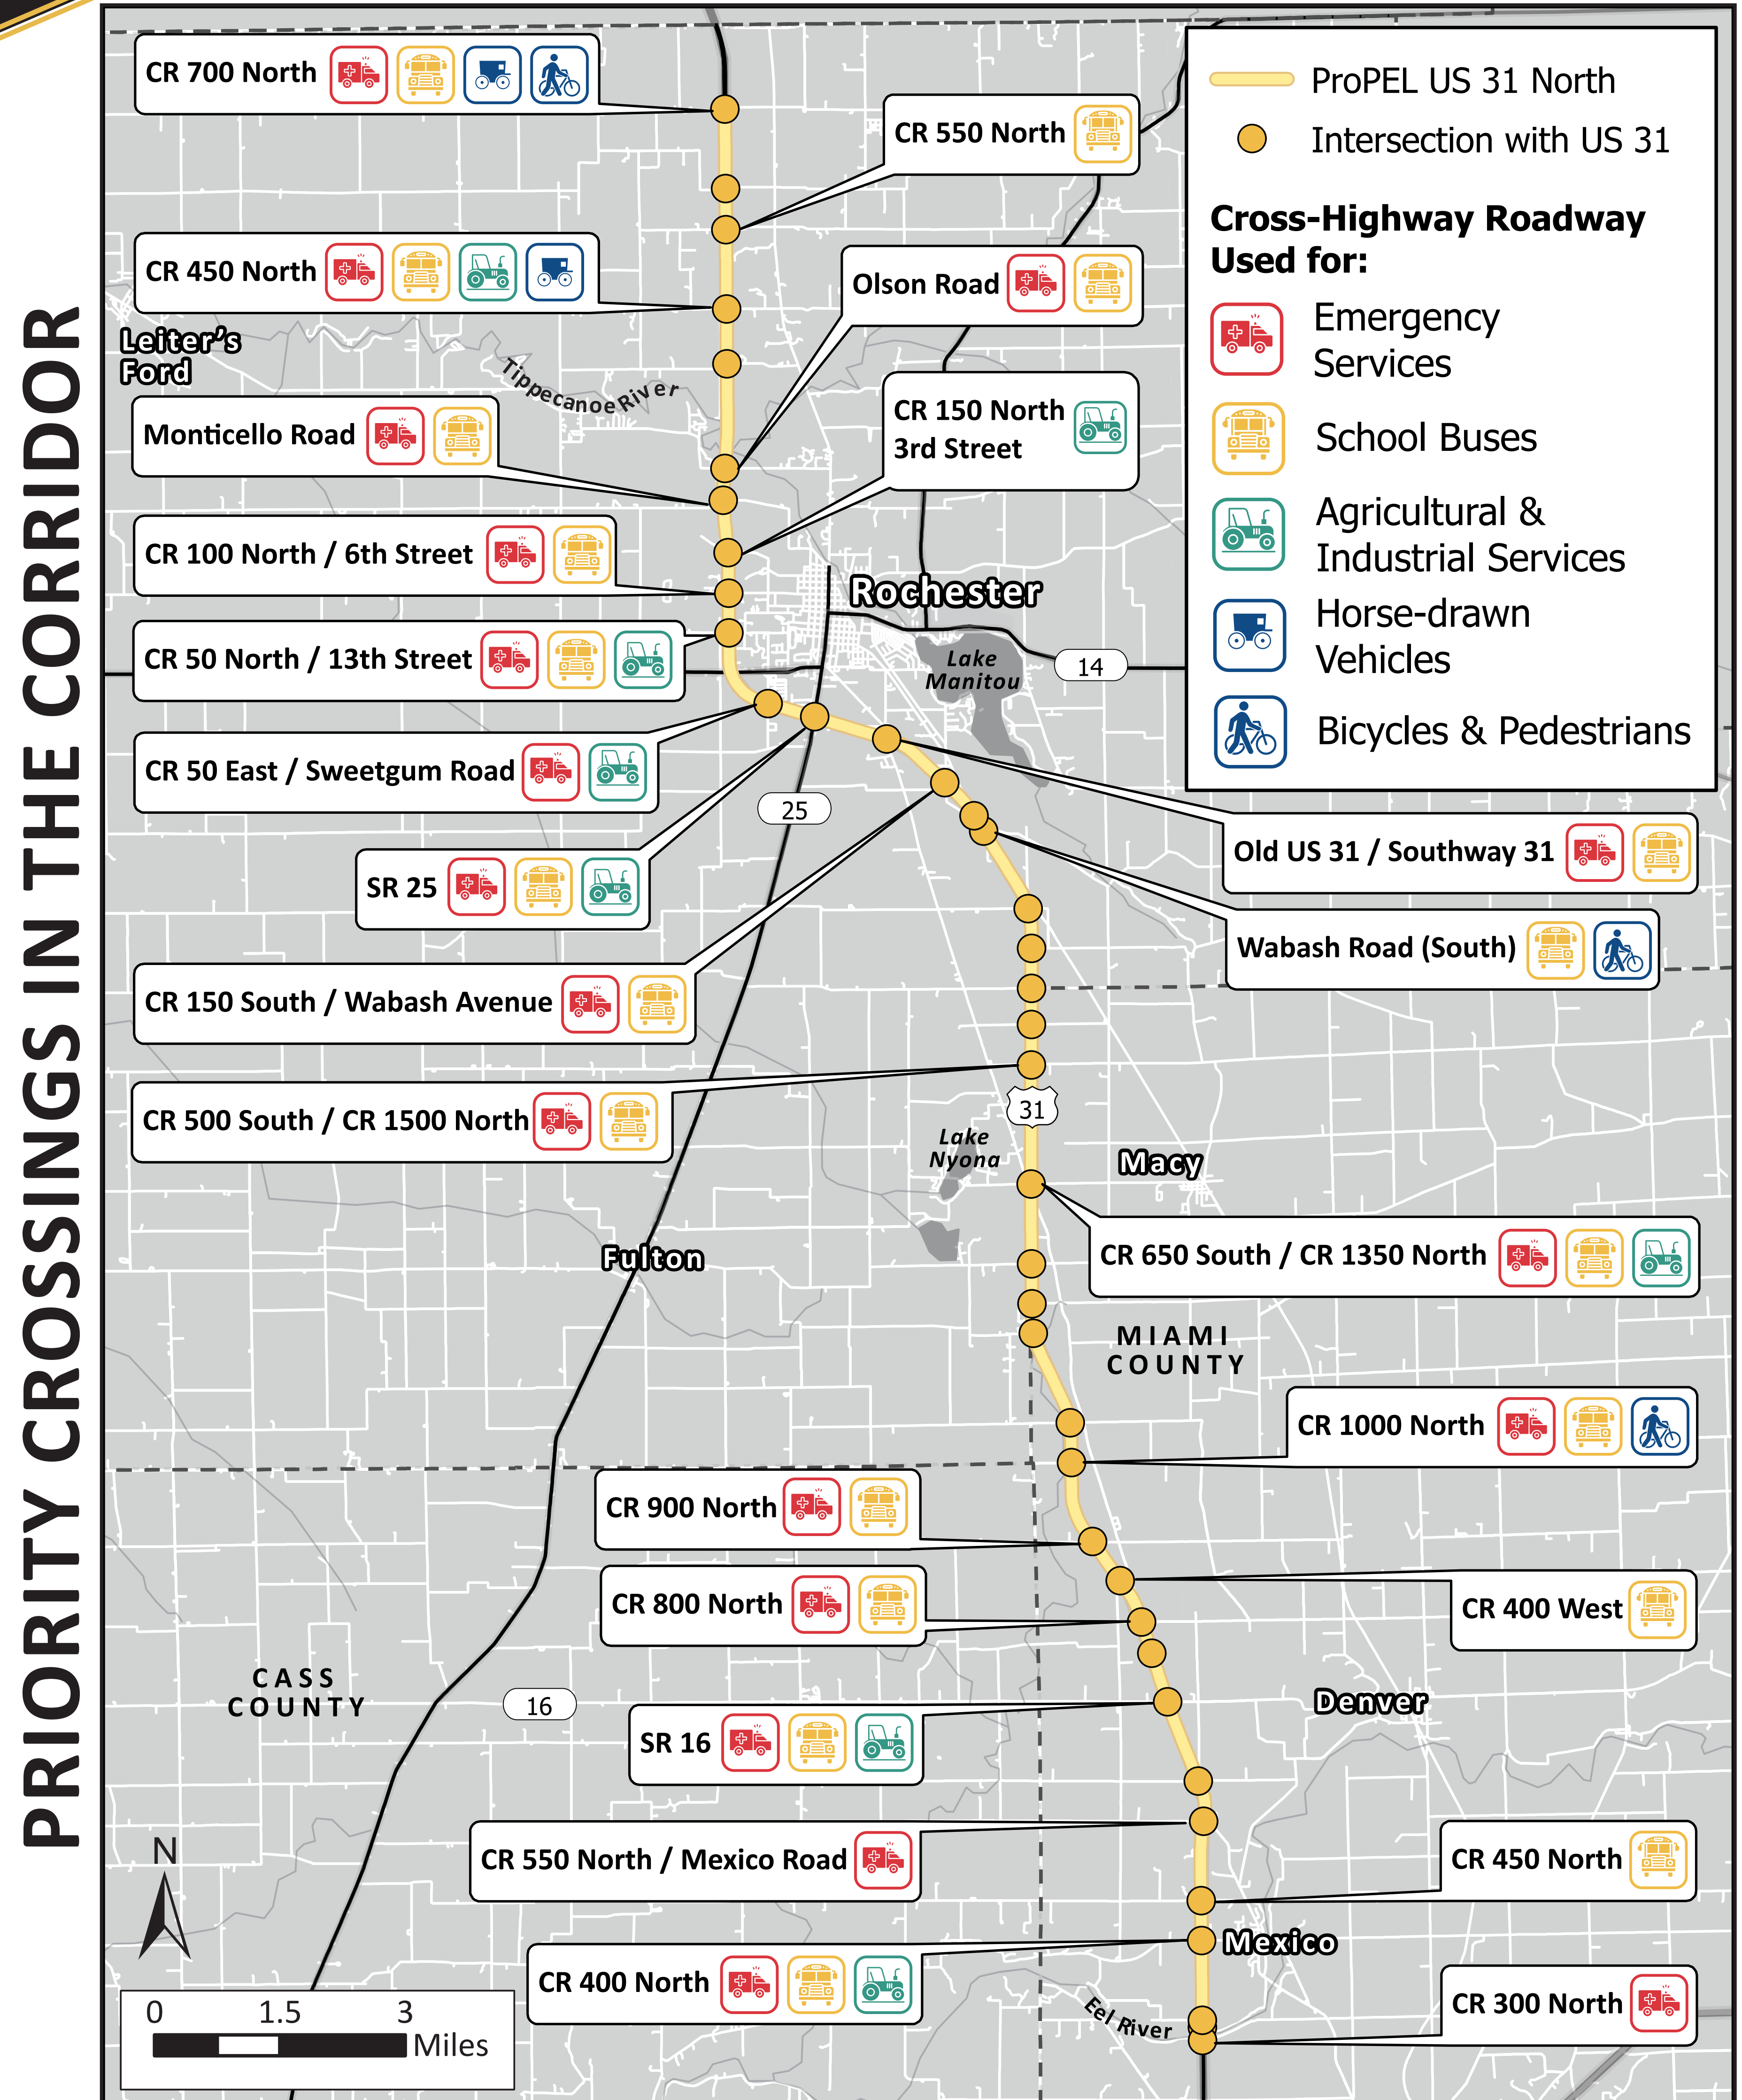 PRIORITY CROSSINGS IN THE CORRIDOR
CR 700 North
CR 550 North
CR 450 North
Olson Road
Leiter's
Ford
Tippecanoe River
Monticello Road
CR 150 North
3rd Street
CR 100 North / 6th Street
Rochester
CR 50 North / 13th Street
Lake
Manitou
14
CR 50 East / Sweetgum Road
25
Old US 31 / Southway 31
SR 25
Wabash Road (South)
CR 150 South / Wabash Avenue
CR 500 South / CR 1500 North
31
Lake
Nyona
Macy
Fulton
CR 650 South / CR 1350 North
MIAMI
COUNTY
CR 1000 North
CR 900 North
CR 400 West
CR 800 North
CASS
COUNTY
16
Denver
SR 16
CR 550 North / Mexico Road
CR 450 North
Mexico
CR 400 North
Eel River
CR 300 North
N
0 1.5 3
Miles
ProPEL US 31 North
Intersection with US 31
Cross-Highway Roadway
Used for:
Emergency
Services
School Buses
Agricultural &
Industrial Services
Horse-drawn
Vehicles
Bicycles & Pedestrians